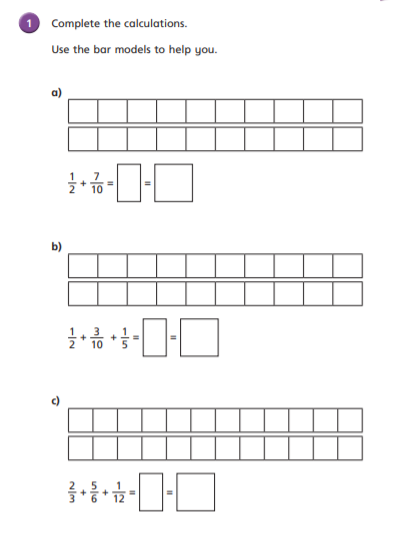 1 Complete the calculations.
Use the bar models to help you.
a)
1/2 + 7/10 = =
b)
1/2 + 3/10 + 1/5 = =
c)
2/3 + 5/6 + 1/12 = =